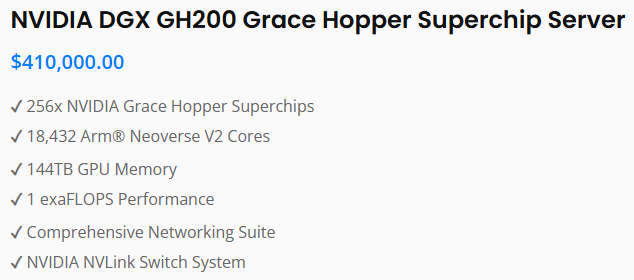 NVIDIA DGX GH200 Grace Hopper Superchip Server
$410,000.00
✓ 256x NVIDIA Grace Hopper Superchips
✓ 18,432 Arm® Neoverse V2 Cores
✓ 144TB GPU Memory
✓ 1 exaFLOPS Performance
✓ Comprehensive Networking Suite
✓ NVIDIA NVLink Switch System